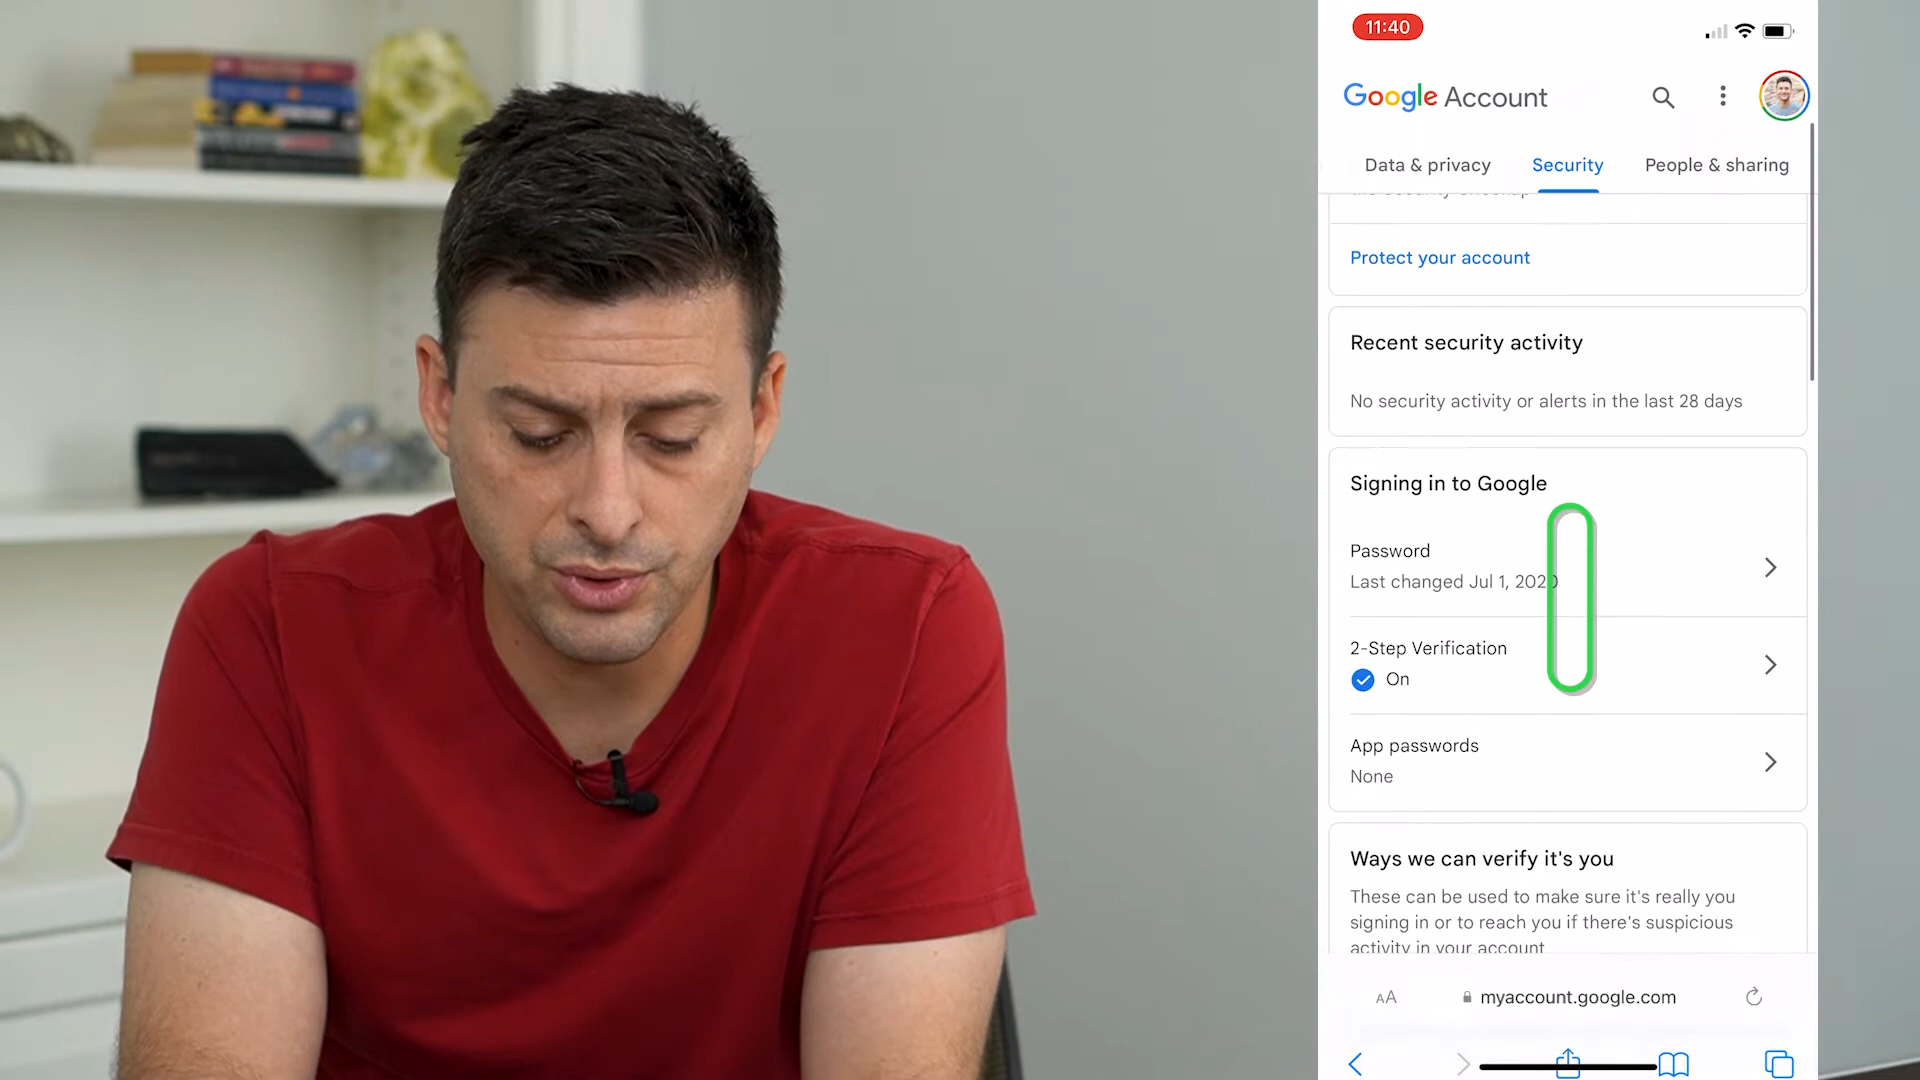 11:40
Google Account
Data & privacy
Security
People & sharing
Protect your account
Recent security activity
No security activity or alerts in the last 28 days
Signing in to Google
Password
Last changed Jul 1, 2020
2-Step Verification
On
App passwords
None
Ways we can verify it's you
These can be used to make sure it's really you
signing in or to reach you if there's suspicious
activity in your account
AA
myaccount.google.com